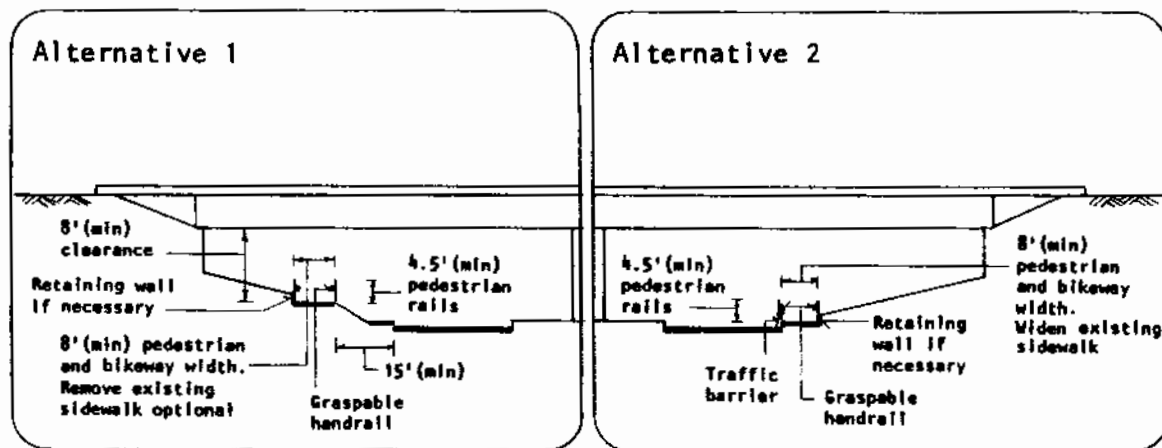 Alternative 1
8'(min)
clearance
Retaining wall
if necessary
8'(min) pedestrian
and bikeway width.
Remove existing
sidewalk optional
4.5'(min)
pedestrian
rails
15'(min)
Graspable
handrail
Alternative 2
4.5'(min)
pedestrian
rails
Traffic
barrier
8'(min)
pedestrian
and bikeway
width.
Widen existing
sidewalk
Retaining
wall if
necessary
Graspable
handrail